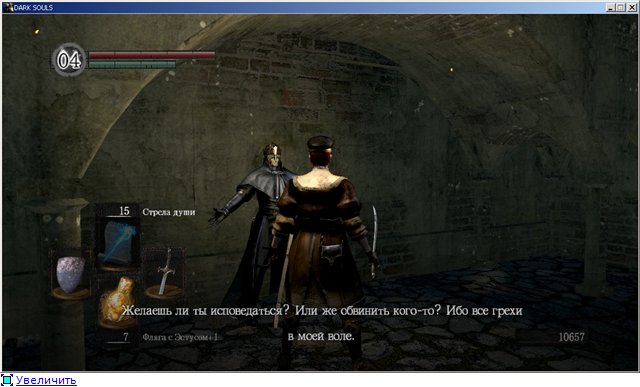 DARK SOULS
04
15 Стрела души
Желаешь ли ты исповедаться? Или же обвинить кого-то? Ибо все грехи
в моей воле.
7 Фляга с Эстусом+1
10657
Увеличить